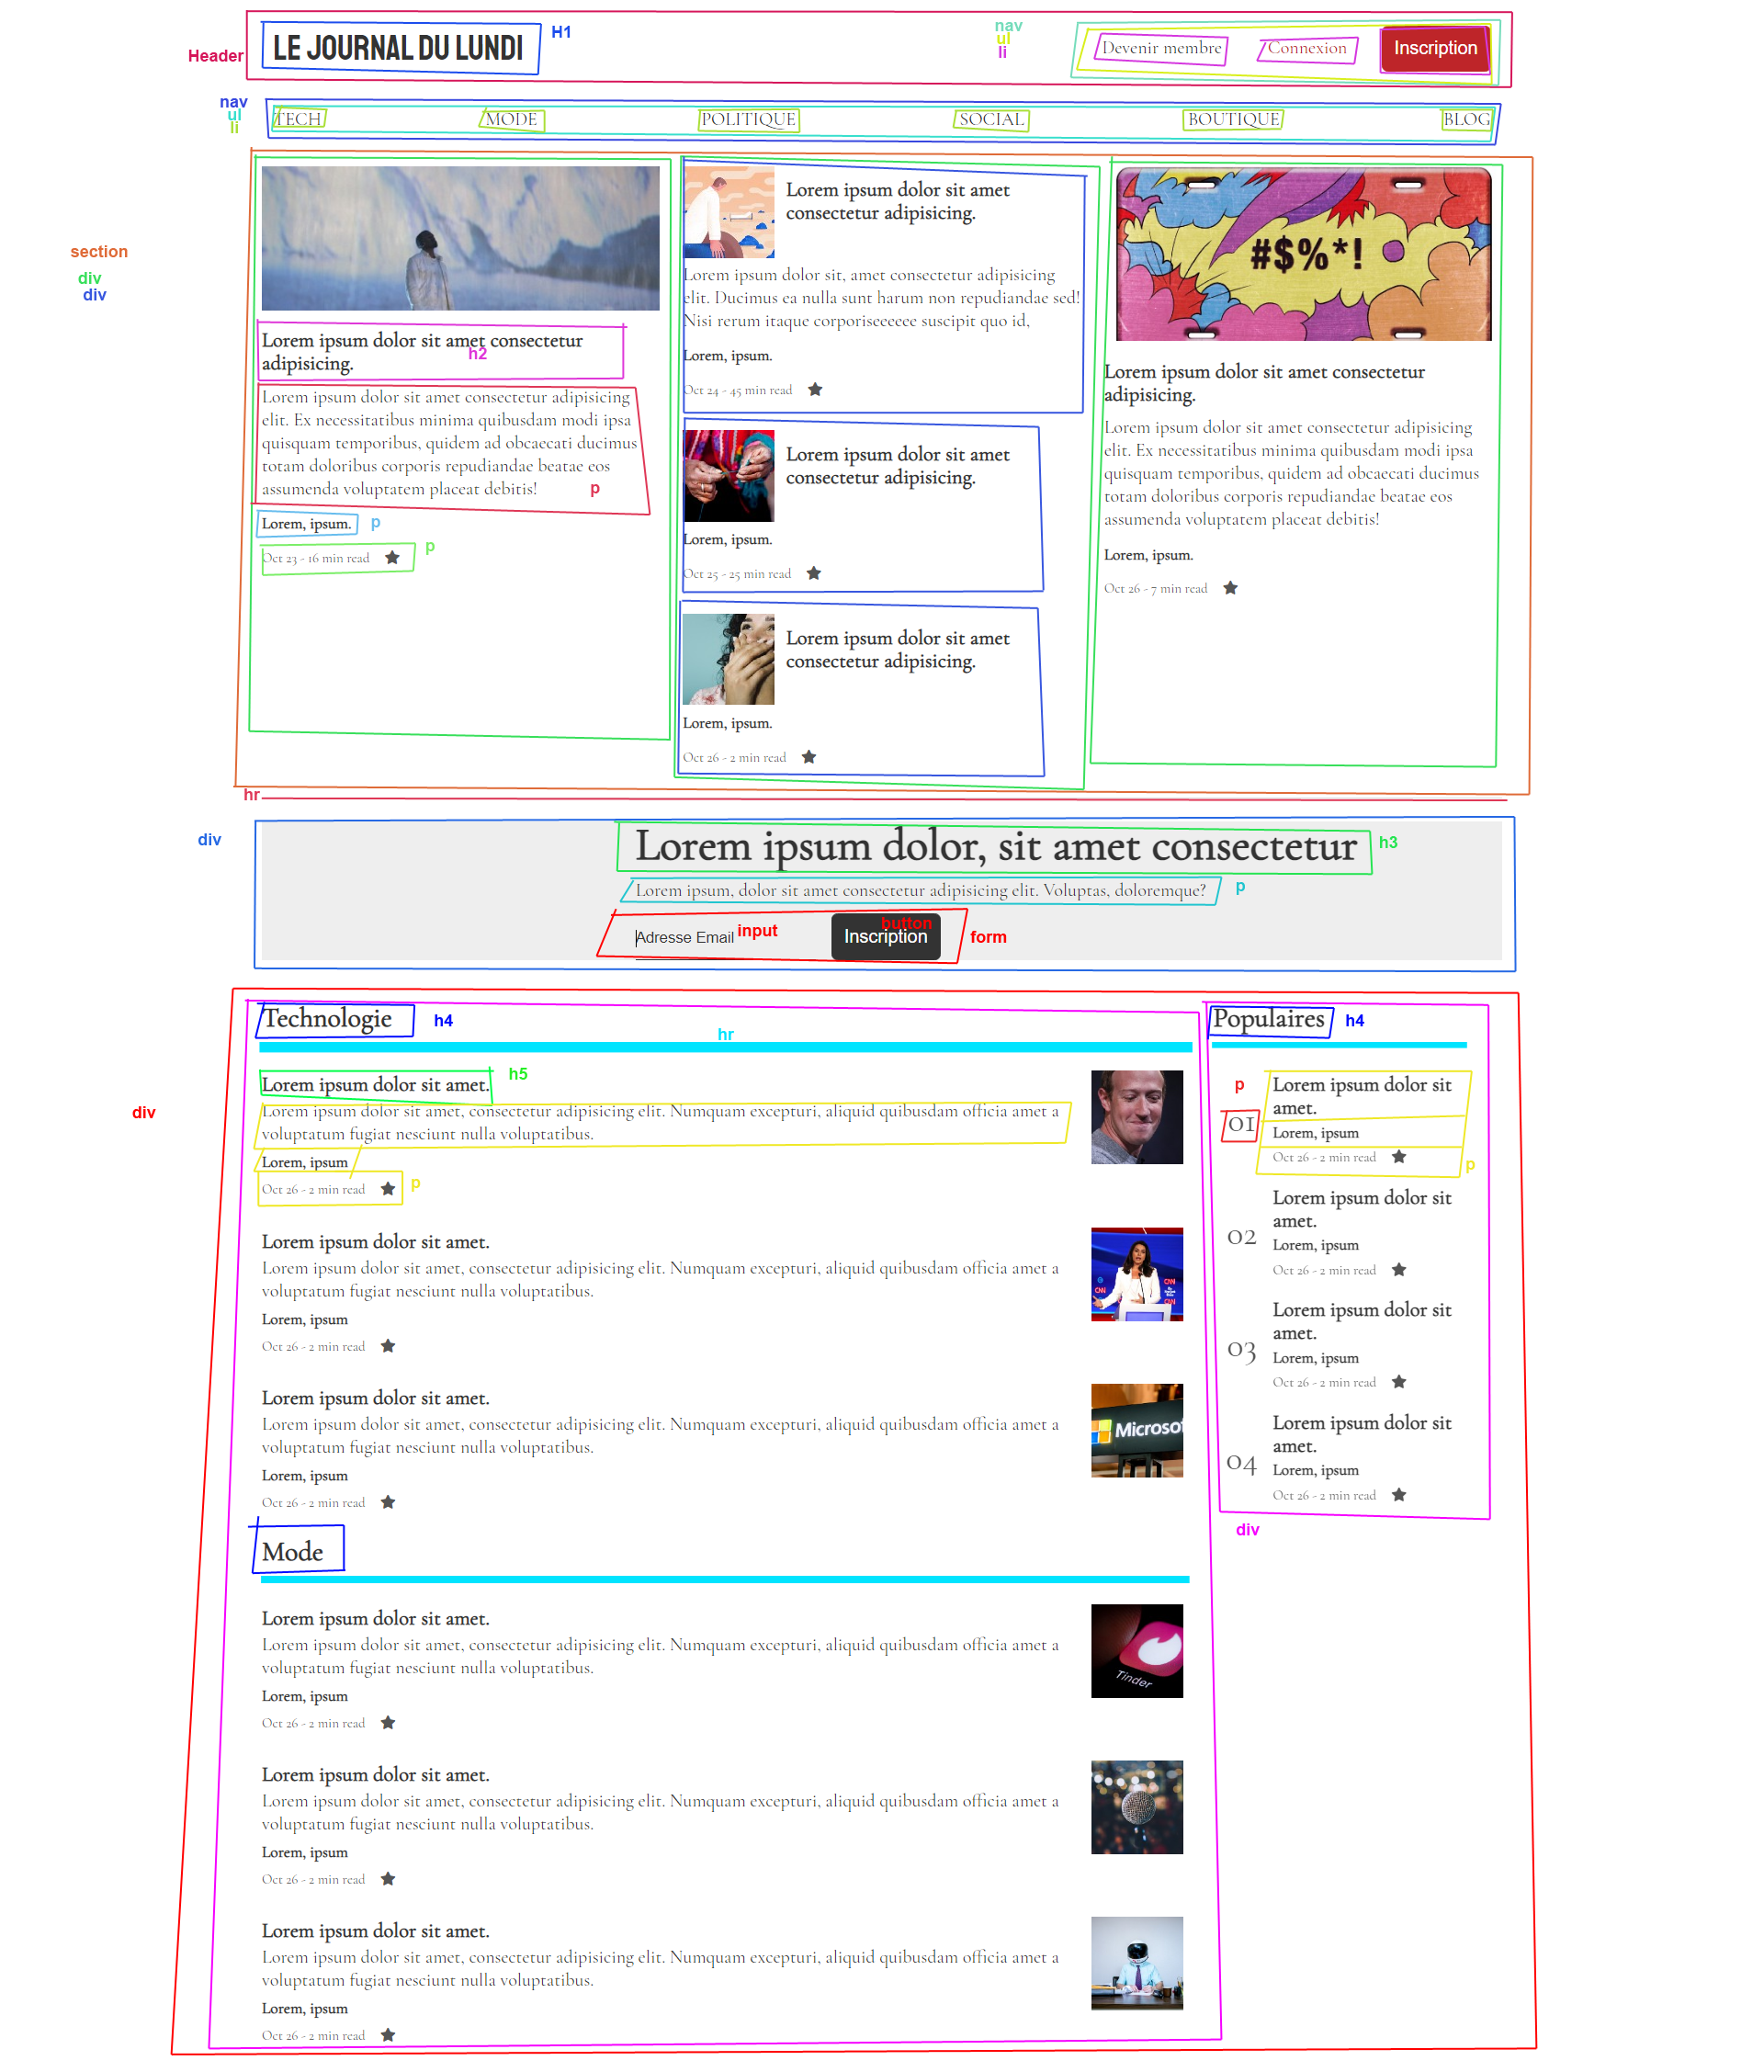 Header
LE JOURNAL DU LUNDI
H1
nav
ul
li
Devenir membre
Connexion
Inscription
nav
ul
li
TECH
MODE
POLITIQUE
SOCIAL
BOUTIQUE
BLOG
section
div
div
Lorem ipsum dolor sit amet consectetur
adipisicing.
h2
Lorem ipsum dolor sit amet consectetur adipisicing
elit. Ex necessitatibus minima quibusdam modi ipsa
quisquam temporibus, quidem ad obcaecati ducimus
totam doloribus corporis repudiandae beatae eos
assumenda voluptatem placeat debitis!
p
Lorem, ipsum.
p
Oct 23 - 16 min read
p
Lorem ipsum dolor sit amet
consectetur adipisicing.
Lorem ipsum dolor sit, amet consectetur adipisicing
elit. Ducimus ea nulla sunt harum non repudiandae sed!
Nisi rerum itaque corporiseeeeee suscipit quo id,
Lorem, ipsum.
Oct 24 - 45 min read
Lorem ipsum dolor sit amet
consectetur adipisicing.
Lorem, ipsum.
Oct 25 - 25 min read
Lorem ipsum dolor sit amet
consectetur adipisicing.
Lorem, ipsum.
Oct 26 - 2 min read
#$%*!
Lorem ipsum dolor sit amet consectetur
adipisicing.
Lorem ipsum dolor sit amet consectetur adipisicing
elit. Ex necessitatibus minima quibusdam modi ipsa
quisquam temporibus, quidem ad obcaecati ducimus
totam doloribus corporis repudiandae beatae eos
assumenda voluptatem placeat debitis!
Lorem, ipsum.
Oct 26 - 7 min read
hr
div
Lorem ipsum dolor, sit amet consectetur
h3
Lorem ipsum, dolor sit amet consectetur adipisicing elit. Voluptas, doloremque?
p
Adresse Email
input
button
Inscription
form
div
Technologie
h4
hr
Lorem ipsum dolor sit amet.
h5
Lorem ipsum dolor sit amet, consectetur adipisicing elit. Numquam excepturi, aliquid quibusdam officia amet a
voluptatum fugiat nesciunt nulla voluptatibus.
Lorem, ipsum
Oct 26 - 2 min read
p
Lorem ipsum dolor sit amet.
Lorem ipsum dolor sit amet, consectetur adipisicing elit. Numquam excepturi, aliquid quibusdam officia amet a
voluptatum fugiat nesciunt nulla voluptatibus.
Lorem, ipsum
Oct 26 - 2 min read
CNN
CNN
CNN
Lorem ipsum dolor sit amet.
Lorem ipsum dolor sit amet, consectetur adipisicing elit. Numquam excepturi, aliquid quibusdam officia amet a
voluptatum fugiat nesciunt nulla voluptatibus.
Lorem, ipsum
Oct 26 - 2 min read
Microso
Mode
Lorem ipsum dolor sit amet.
Lorem ipsum dolor sit amet, consectetur adipisicing elit. Numquam excepturi, aliquid quibusdam officia amet a
voluptatum fugiat nesciunt nulla voluptatibus.
Lorem, ipsum
Oct 26 - 2 min read
Tinder
Lorem ipsum dolor sit amet.
Lorem ipsum dolor sit amet, consectetur adipisicing elit. Numquam excepturi, aliquid quibusdam officia amet a
voluptatum fugiat nesciunt nulla voluptatibus.
Lorem, ipsum
Oct 26 - 2 min read
Lorem ipsum dolor sit amet.
Lorem ipsum dolor sit amet, consectetur adipisicing elit. Numquam excepturi, aliquid quibusdam officia amet a
voluptatum fugiat nesciunt nulla voluptatibus.
Lorem, ipsum
Oct 26 - 2 min read
Populaires
h4
p
01
Lorem ipsum dolor sit
amet.
Lorem, ipsum
Oct 26 - 2 min read
p
02
Lorem ipsum dolor sit
amet.
Lorem, ipsum
Oct 26 - 2 min read
03
Lorem ipsum dolor sit
amet.
Lorem, ipsum
Oct 26 - 2 min read
04
Lorem ipsum dolor sit
amet.
Lorem, ipsum
Oct 26 - 2 min read
div